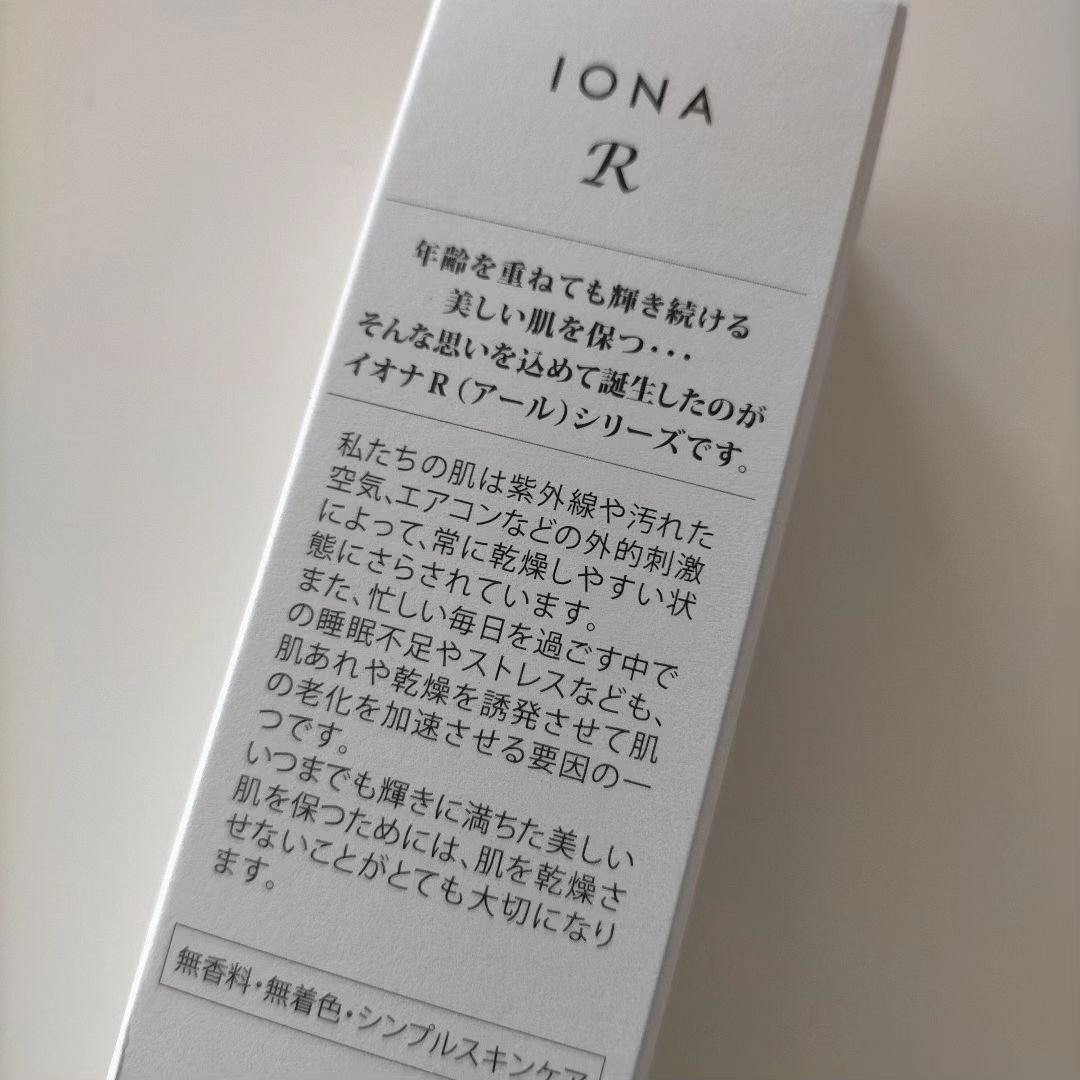 IONA
R
年齢を重ねても輝き続ける
美しい肌を保つ・・・
そんな思いを込めて誕生したのが
イオナR(アール)シリーズです。
私たちの肌は紫外線や汚れた
空気、エアコンなどの外的刺激
によって、常に乾燥しやすい状
態にさらされています。
また、忙しい毎日を過ごす中で
の睡眠不足やストレスなども、
肌あれや乾燥を誘発させて肌
の老化を加速させる要因の一
つです。
いつまでも輝きに満ちた美しい
肌を保つためには、肌を乾燥さ
せないことがとても大切になり
ます。
無香料・無着色・シンプルスキンケア